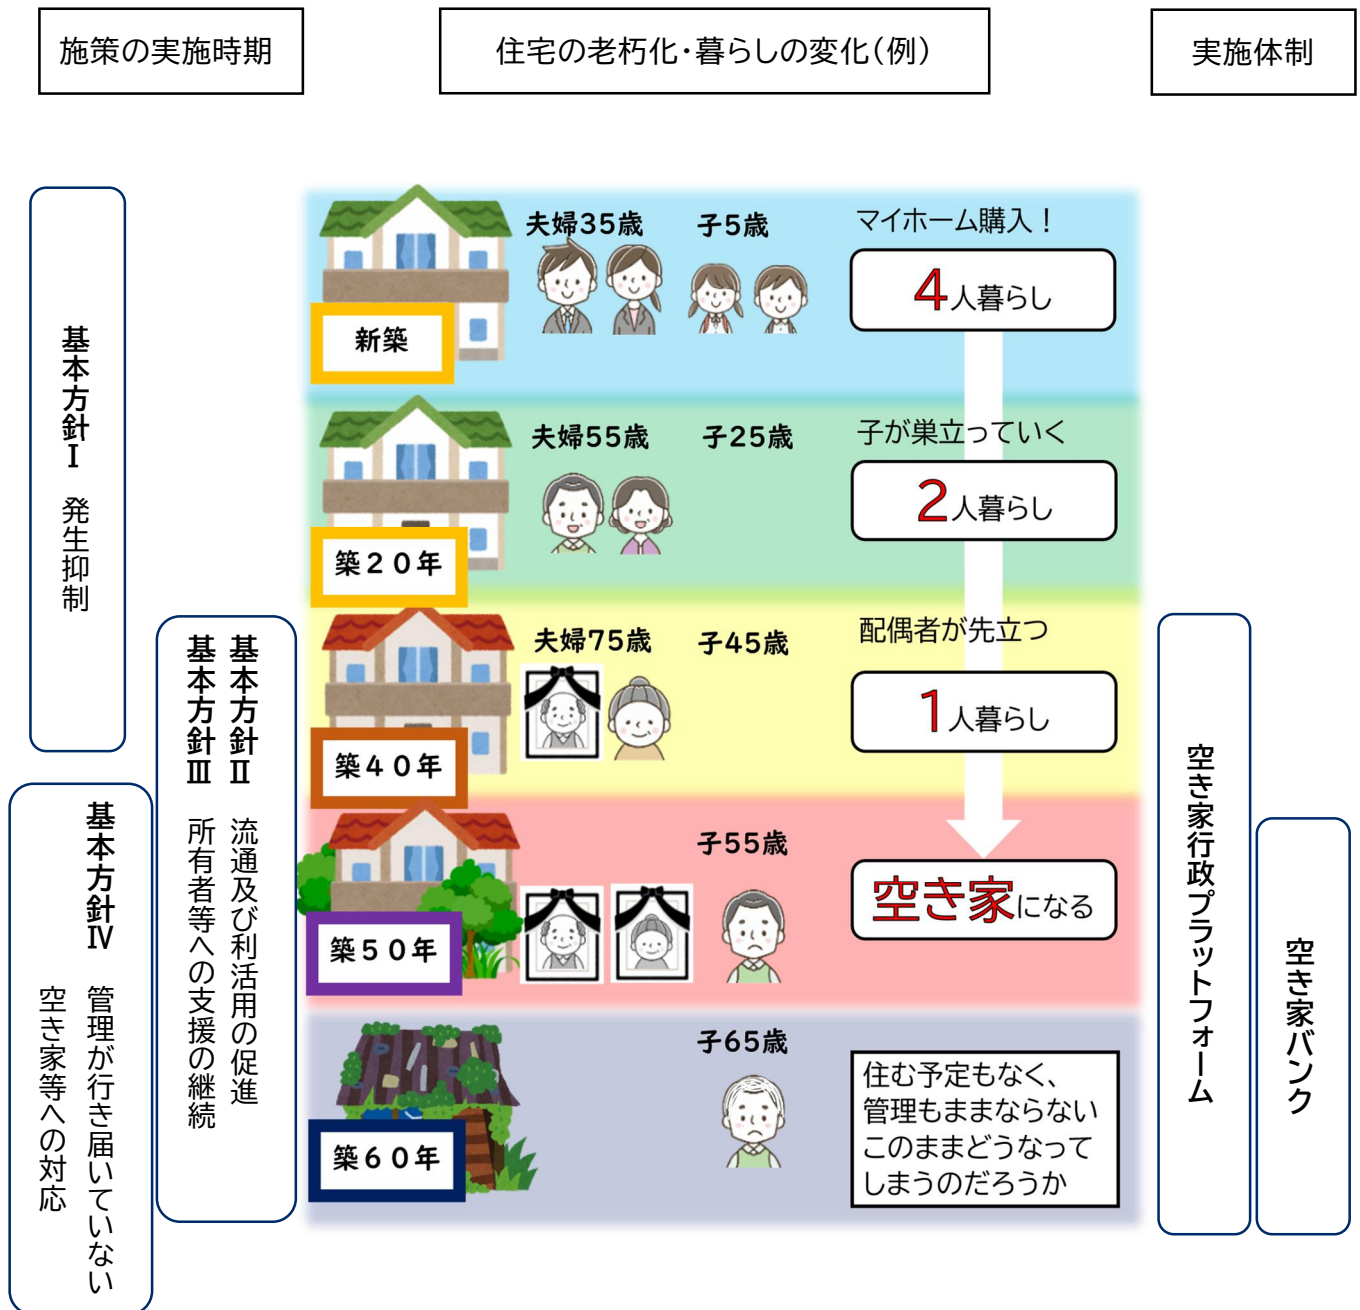 施策の実施時期
住宅の老朽化・暮らしの変化（例）
実施体制
基本方針Ⅰ 発生抑制
基本方針Ⅱ 流通及び利活用の促進
基本方針Ⅲ 所有者等への支援の継続
基本方針Ⅳ 管理が行き届いていない
空き家等への対応
新築
夫婦35歳
子5歳
マイホーム購入！
4人暮らし
築20年
夫婦55歳
子25歳
子が巣立っていく
2人暮らし
築40年
夫婦75歳
子45歳
配偶者が先立つ
1人暮らし
築50年
子55歳
空き家になる
築60年
子65歳
住む予定もなく、
管理もままならない
このままどうなって
しまうのだろうか
空き家行政プラットフォーム
空き家バンク